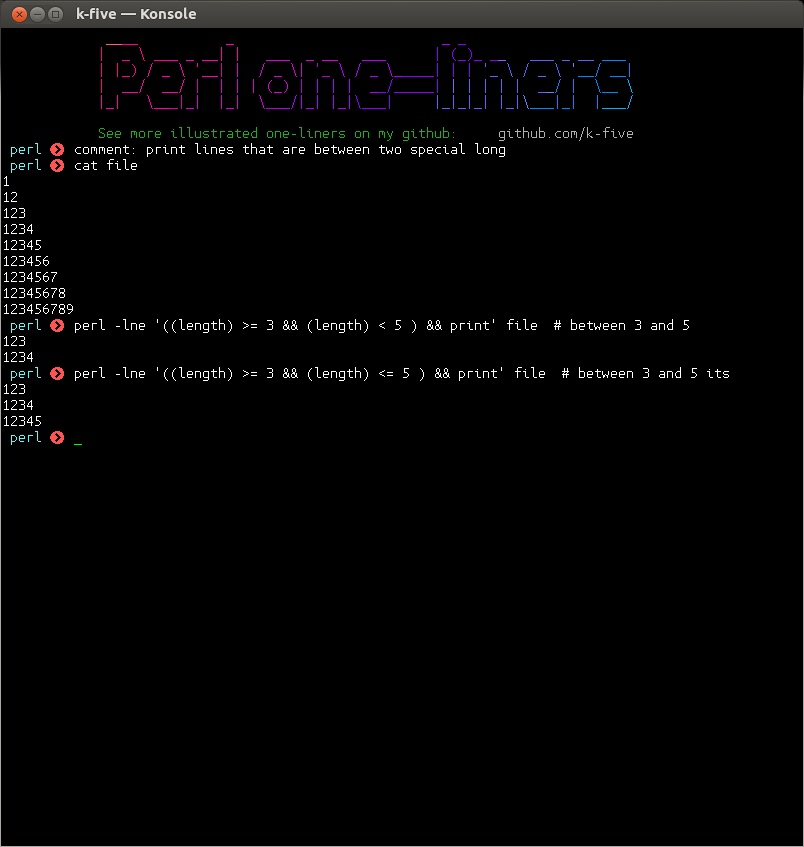 k-five — Konsole
Perl one-liners
See more illustrated one-liners on my github: github.com/k-five
perl comment: print lines that are between two special long
perl cat file
1
12
123
1234
12345
123456
1234567
12345678
123456789
perl perl -lne '((length) >= 3 && (length) < 5 ) && print' file # between 3 and 5
123
1234
perl perl -lne '((length) >= 3 && (length) <= 5 ) && print' file # between 3 and 5 its
123
1234
12345
perl _